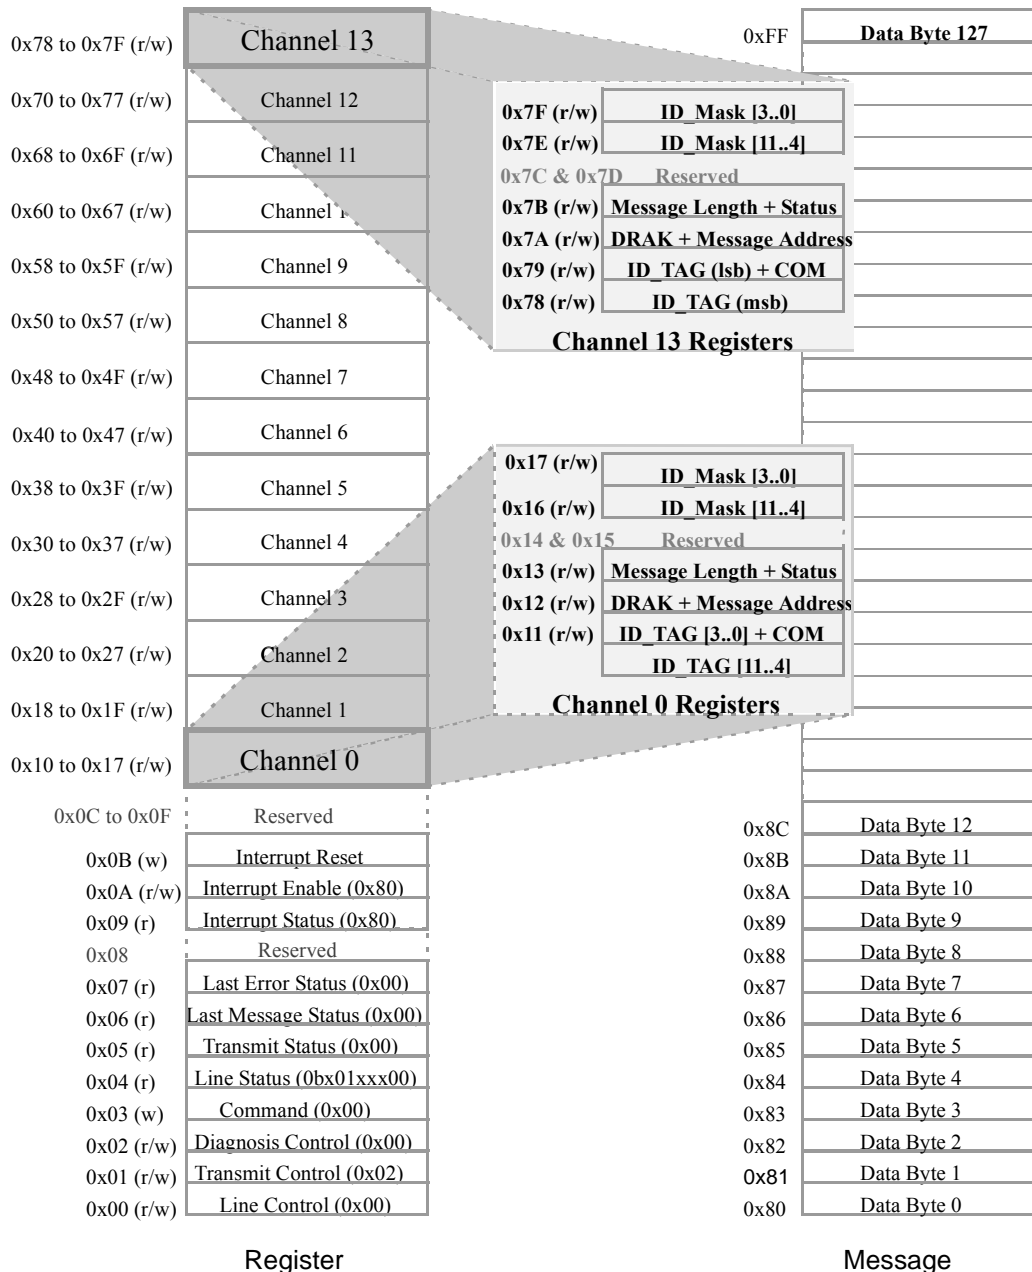 0x78 to 0x7F (r/w) Channel 13
0x70 to 0x77 (r/w) Channel 12
0x68 to 0x6F (r/w) Channel 11
0x60 to 0x67 (r/w) Channel 1
0x58 to 0x5F (r/w) Channel 9
0x50 to 0x57 (r/w) Channel 8
0x48 to 0x4F (r/w) Channel 7
0x40 to 0x47 (r/w) Channel 6
0x38 to 0x3F (r/w) Channel 5
0x30 to 0x37 (r/w) Channel 4
0x28 to 0x2F (r/w) Channel 3
0x20 to 0x27 (r/w) Channel 2
0x18 to 0x1F (r/w) Channel 1
0x10 to 0x17 (r/w) Channel 0
0x0C to 0x0F Reserved
0x0B (w) Interrupt Reset
0x0A (r/w) Interrupt Enable (0x80)
0x09 (r) Interrupt Status (0x80)
0x08 Reserved
0x07 (r) Last Error Status (0x00)
0x06 (r) Last Message Status (0x00)
0x05 (r) Transmit Status (0x00)
0x04 (r) Line Status (0bx01xxx00)
0x03 (w) Command (0x00)
0x02 (r/w) Diagnosis Control (0x00)
0x01 (r/w) Transmit Control (0x02)
0x00 (r/w) Line Control (0x00)
Register
0x7F (r/w) ID_Mask [3..0]
0x7E (r/w) ID_Mask [11..4]
0x7C & 0x7D Reserved
0x7B (r/w) Message Length + Status
0x7A (r/w) DRAK + Message Address
0x79 (r/w) ID_TAG (lsb) + COM
0x78 (r/w) ID_TAG (msb)
Channel 13 Registers
0x17 (r/w) ID_Mask [3..0]
0x16 (r/w) ID_Mask [11..4]
0x14 & 0x15 Reserved
0x13 (r/w) Message Length + Status
0x12 (r/w) DRAK + Message Address
0x11 (r/w) ID_TAG [3..0] + COM
ID_TAG [11..4]
Channel 0 Registers
0xFF Data Byte 127
0x8C Data Byte 12
0x8B Data Byte 11
0x8A Data Byte 10
0x89 Data Byte 9
0x88 Data Byte 8
0x87 Data Byte 7
0x86 Data Byte 6
0x85 Data Byte 5
0x84 Data Byte 4
0x83 Data Byte 3
0x82 Data Byte 2
0x81 Data Byte 1
0x80 Data Byte 0
Message